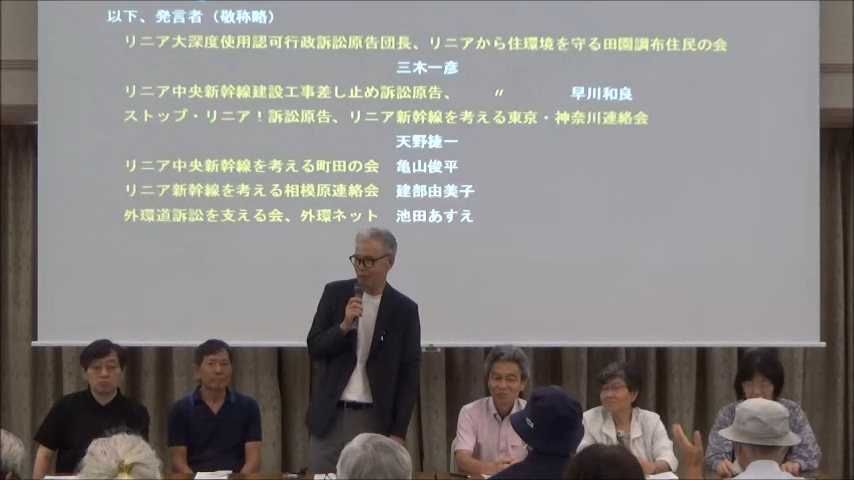 以下、発言者（敬称略）
リニア大深度使用認可行政訴訟原告団長、リニアから住環境を守る田園調布住民の会
三木一彦
リニア中央新幹線建設工事差し止め訴訟原告、　〃　早川和良
ストップ・リニア！訴訟原告、リニア新幹線を考える東京・神奈川連絡会
天野捷一
リニア中央新幹線を考える町田の会　亀山俊平
リニア新幹線を考える相模原連絡会　建部由美子
外環道訴訟を支える会、外環ネット　池田あすえ